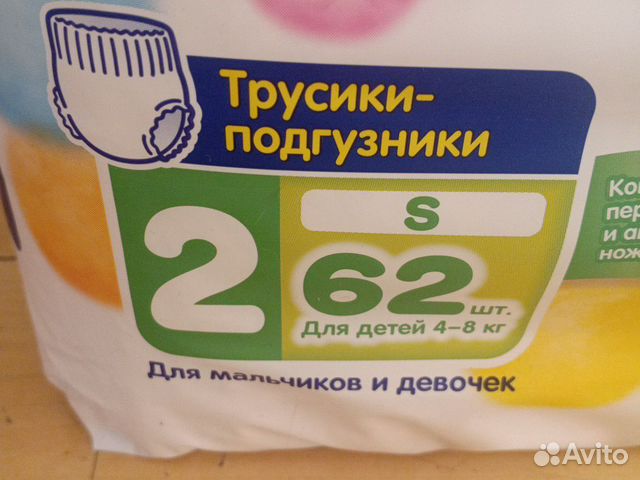 Трусики-
подгузники
2
S
62 шт.
Для детей 4–8 кг
Для мальчиков и девочек
и
Avito